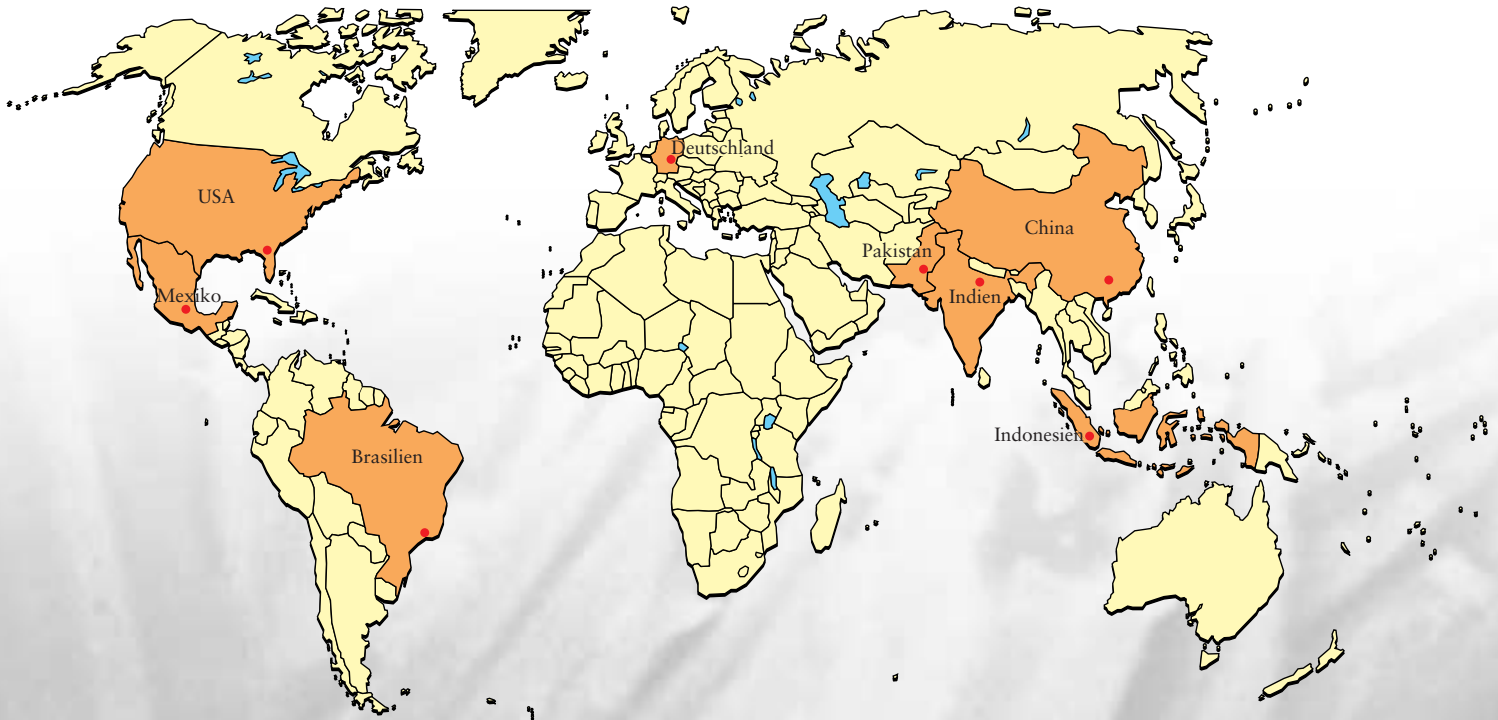 Deutschland
USA
China
Pakistan
Mexiko
Indien
Indonesien
Brasilien